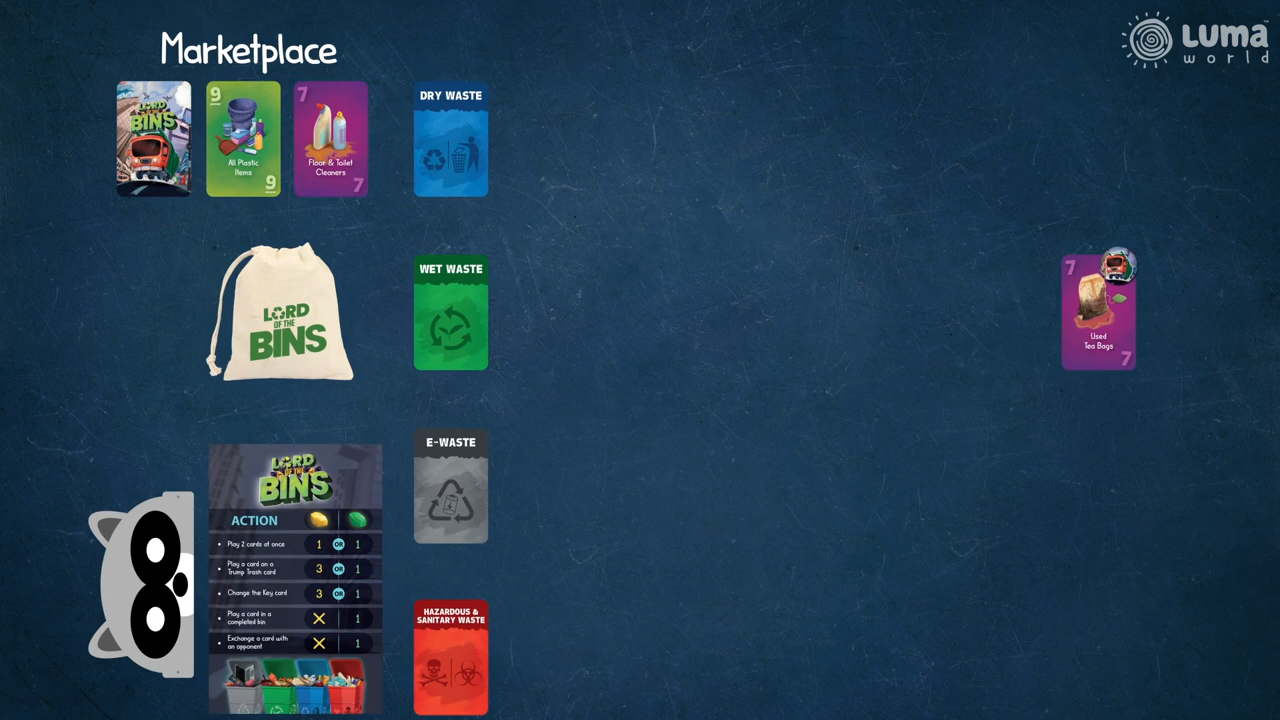 Marketplace
LUMA
world
LORD
OF THE
BINS
9
All Plastic
Items
9
7
Floor & Toilet
Cleaners
7
DRY WASTE
LORD
OF THE
BINS
WET WASTE
7
Used
Tea Bags
7
E-WASTE
LORD
OF THE
BINS
ACTION
Play 2 cards at once 1 OR 1
Play a card on a
Trump Trash card 3 OR 1
Change the Key card 3 OR 1
Play a card in a
completed bin 1
Exchange a card with
an opponent 1
HAZARDOUS &
SANITARY WASTE